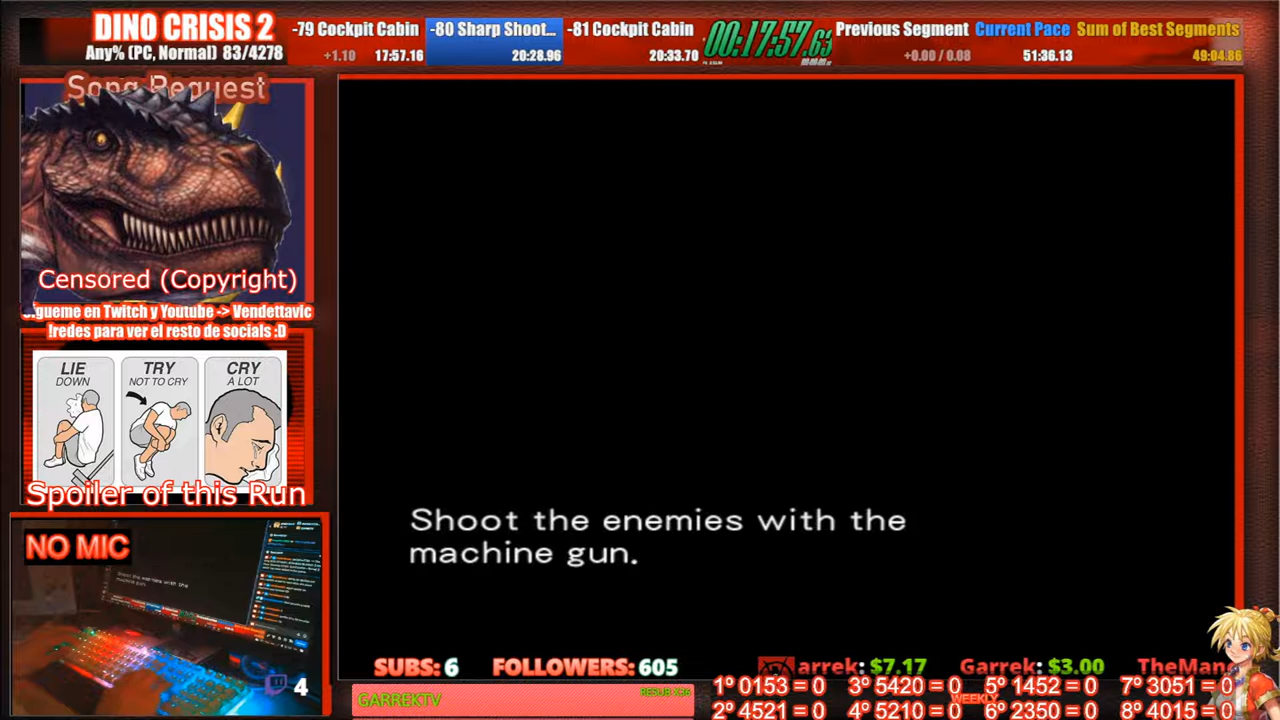 DINO CRISIS 2
Any% (PC, Normal) 83/4278
-79 Cockpit Cabin
+1.10 17:57.16
-80 Sharp Shoot...
20:28.96
-81 Cockpit Cabin
20:33.70
00:17:57.63
Previous Segment
+0.00 / 0.08
Current Pace
51:36.13
Sum of Best Segments
49:04.86
Song Request
Censored (Copyright)
Sigueme en Twitch y Youtube -> Vendettavic
!redes para ver el resto de socials :D
LIE
DOWN
TRY
NOT TO CRY
CRY
A LOT
Spoiler of this Run
NO MIC
4
Shoot the enemies with the
machine gun.
SUBS: 6 FOLLOWERS: 605
arrek: $7.17 Garrek: $3.00 TheMan
GARREKTV
RESUB X36
1º 0153 = 0 3º 5420 = 0 5º 1452 = 0 7º 3051 = 0
WEEKLY
2º 4521 = 0 4º 5210 = 0 6º 2350 = 0 8º 4015 = 0